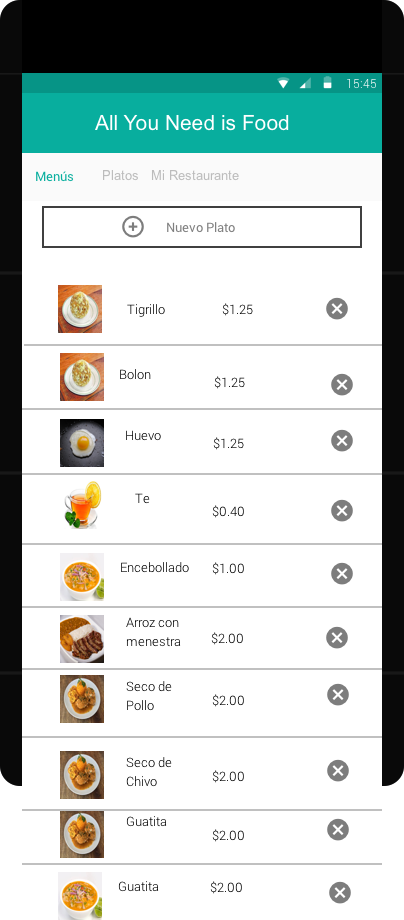 15:45
All You Need is Food
Menús Platos Mi Restaurante
Nuevo Plato
Tigrillo $1.25
Bolon $1.25
Huevo $1.25
Te $0.40
Encebollado $1.00
Arroz con
menestra $2.00
Seco de
Pollo $2.00
Seco de
Chivo $2.00
Guatita $2.00
Guatita $2.00